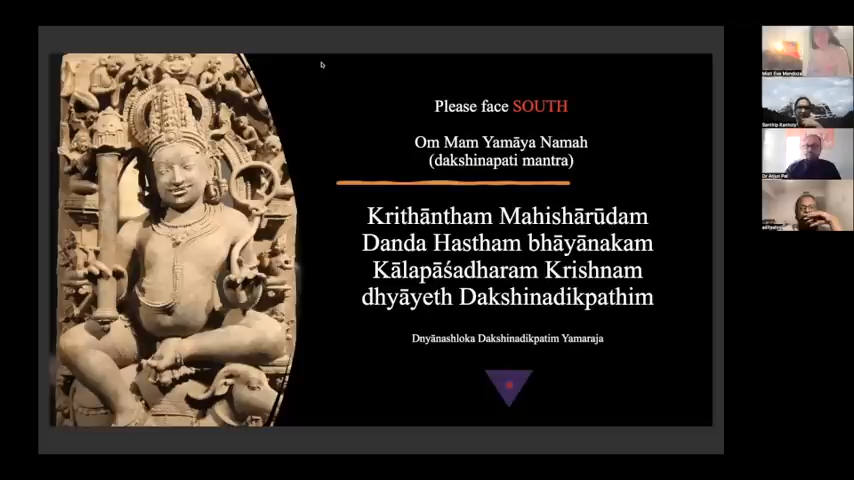 Please face SOUTH
Om Mam Yamāya Namah
(dakshinapati mantra)
Krithāntham Mahishārūdam
Danda Hastham bhāyānakam
Kālapāśadharam Krishnam
dhyāyeth Dakshinadikpathim
Dnyānashloka Dakshinadikpatim Yamaraja
Dr Arjun Pai